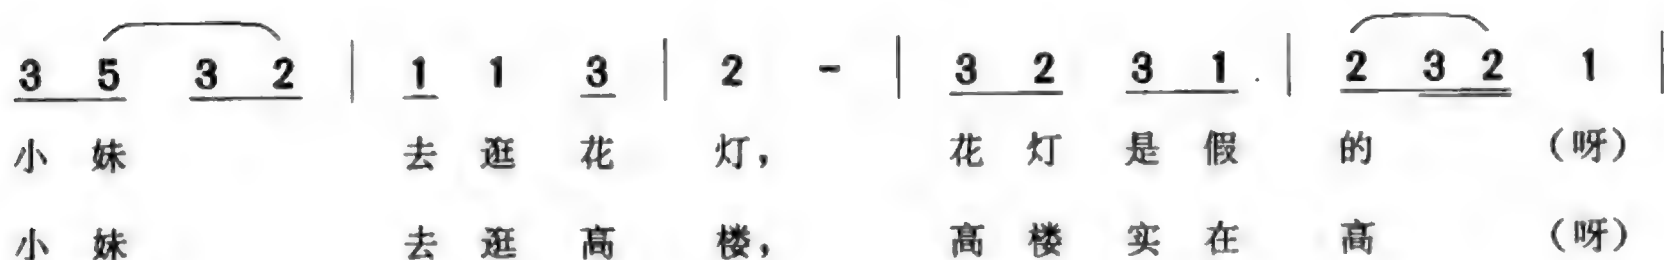 3 5 3 2 | 1 1 3 | 2 - | 3 2 3 1 | 2 3 2 1 |
小 妹 去 逛 花 灯， 花 灯 是 假 的 （呀）
小 妹 去 逛 高 楼， 高 楼 实 在 高 （呀）